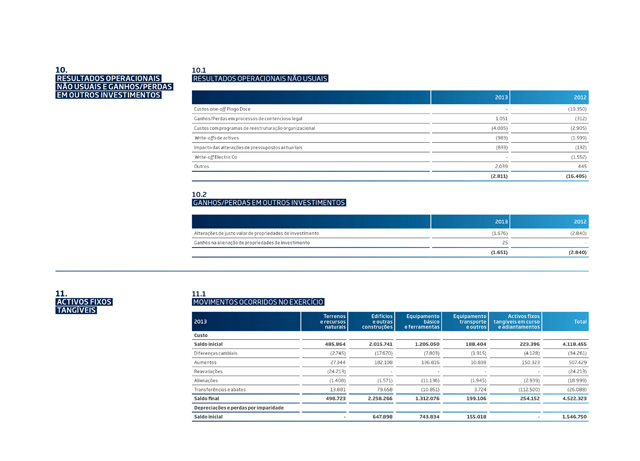 10.
RESULTADOS OPERACIONAIS
NÃO USUAIS E GANHOS/PERDAS
EM OUTROS INVESTIMENTOS
10.1
RESULTADOS OPERACIONAIS NÃO USUAIS
2013 2012
Custos one-off Pingo Doce - (10.350)
Ganhos/Perdas em processos de contencioso legal 1.051 (312)
Custos com programas de reestruturação organizacional (4.085) (2.905)
Write-offs de activos (983) (1.599)
Impacto das alterações de pressupostos actuariais (833) (192)
Write-off Electric Co - (1.552)
Outros 2.039 445
(2.811) (16.405)
10.2
GANHOS/PERDAS EM OUTROS INVESTIMENTOS
2013 2012
Alterações do justo valor de propriedades de investimento (1.676) (2.840)
Ganhos na alienação de propriedades de investimento 25 -
(1.651) (2.840)
11.
ACTIVOS FIXOS
TANGÍVEIS
11.1
MOVIMENTOS OCORRIDOS NO EXERCÍCIO
2013 Terrenos e recursos naturais Edifícios e outras construções Equipamento básico e ferramentas Equipamento transporte e outros Activos fixos tangíveis em curso e adiantamentos Total
Custo
Saldo inicial 485.864 2.015.741 1.205.050 188.404 223.396 4.118.455
Diferenças cambiais (2.745) (17.670) (7.803) (1.915) (4.128) (34.261)
Aumentos 27.344 182.108 136.816 10.838 150.323 507.429
Reavaliações (24.213) - - - - (24.213)
Alienações (1.408) (1.571) (11.136) (1.945) (2.939) (18.999)
Transferências e abates 13.881 79.658 (10.851) 3.724 (112.500) (26.088)
Saldo final 498.723 2.258.266 1.312.076 199.106 254.152 4.522.323
Depreciações e perdas por imparidade
Saldo inicial - 647.898 743.834 155.018 - 1.546.750